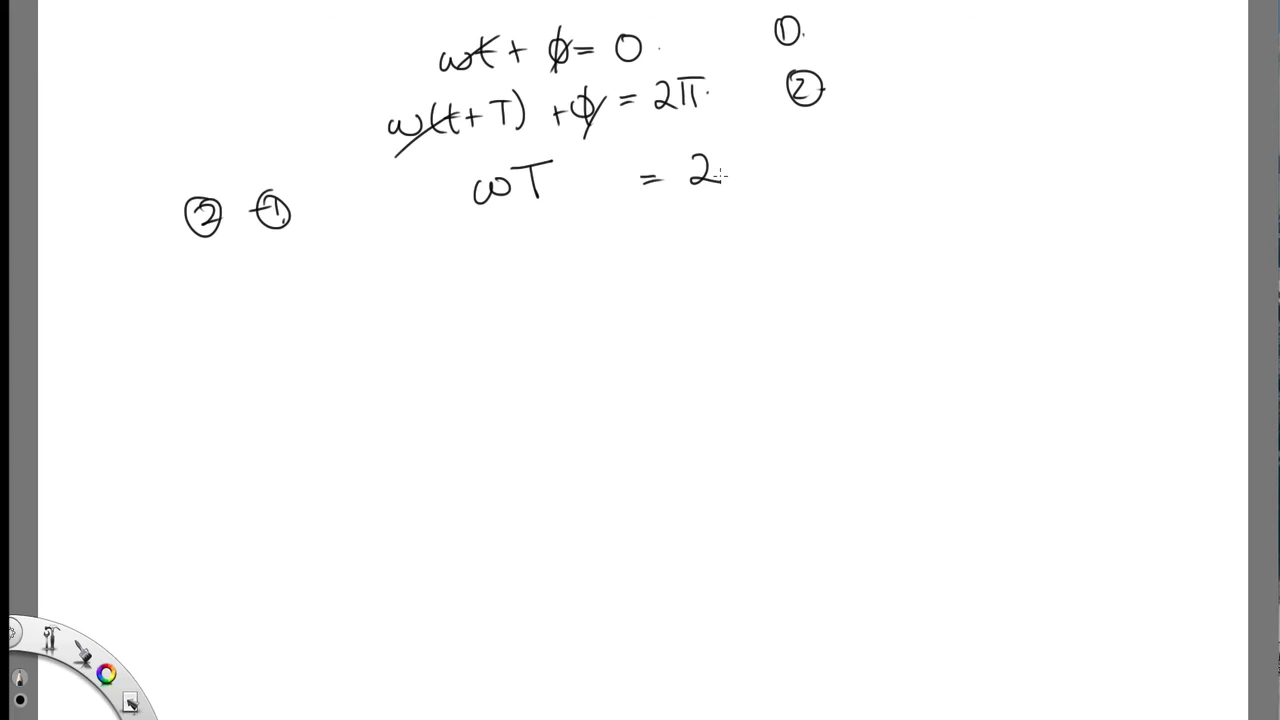 ωt + ϕ = 0. ①.
ω(t+T) + ϕ = 2π. ②
ωT = 2
② - ①